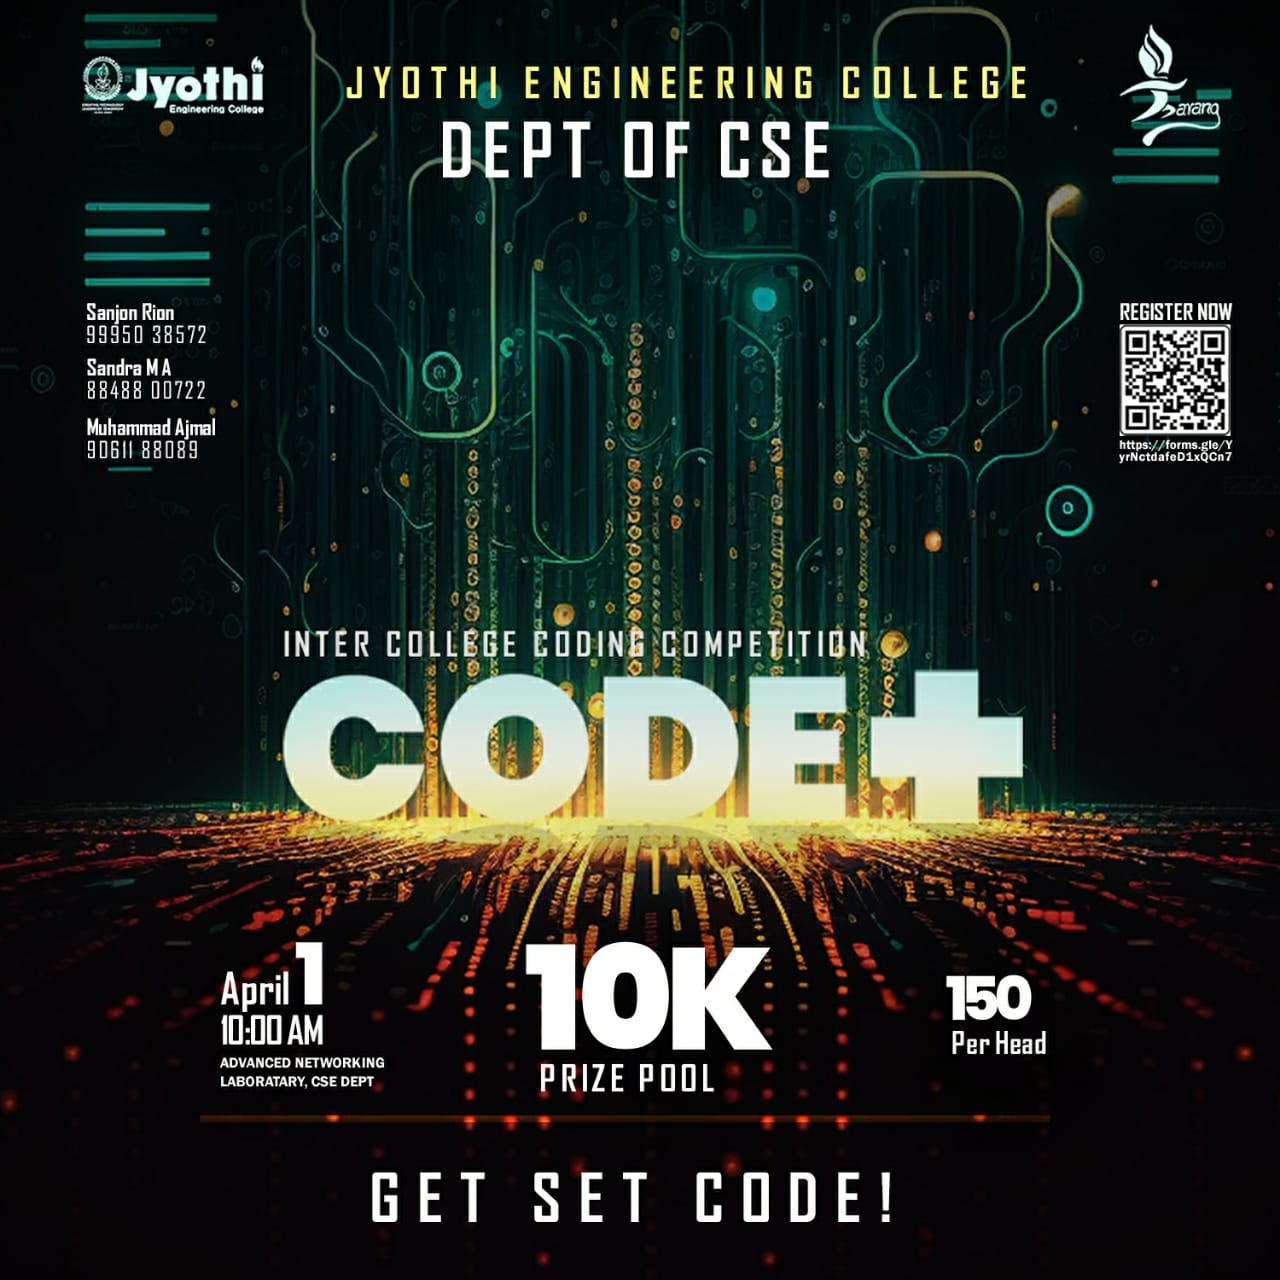 Jyothi
Engineering College
JYOTHI ENGINEERING COLLEGE
DEPT OF CSE
Sanjon Rion
99950 38572
Sandra M A
88488 00722
Muhammad Ajmal
90611 88089
REGISTER NOW
https://forms.gle/Y
yrNctdafeD1xQCn7
INTER COLLEGE CODING COMPETITION
CODE+
April 1
10:00 AM
ADVANCED NETWORKING
LABORATARY, CSE DEPT
10K
PRIZE POOL
150
Per Head
GET SET CODE!